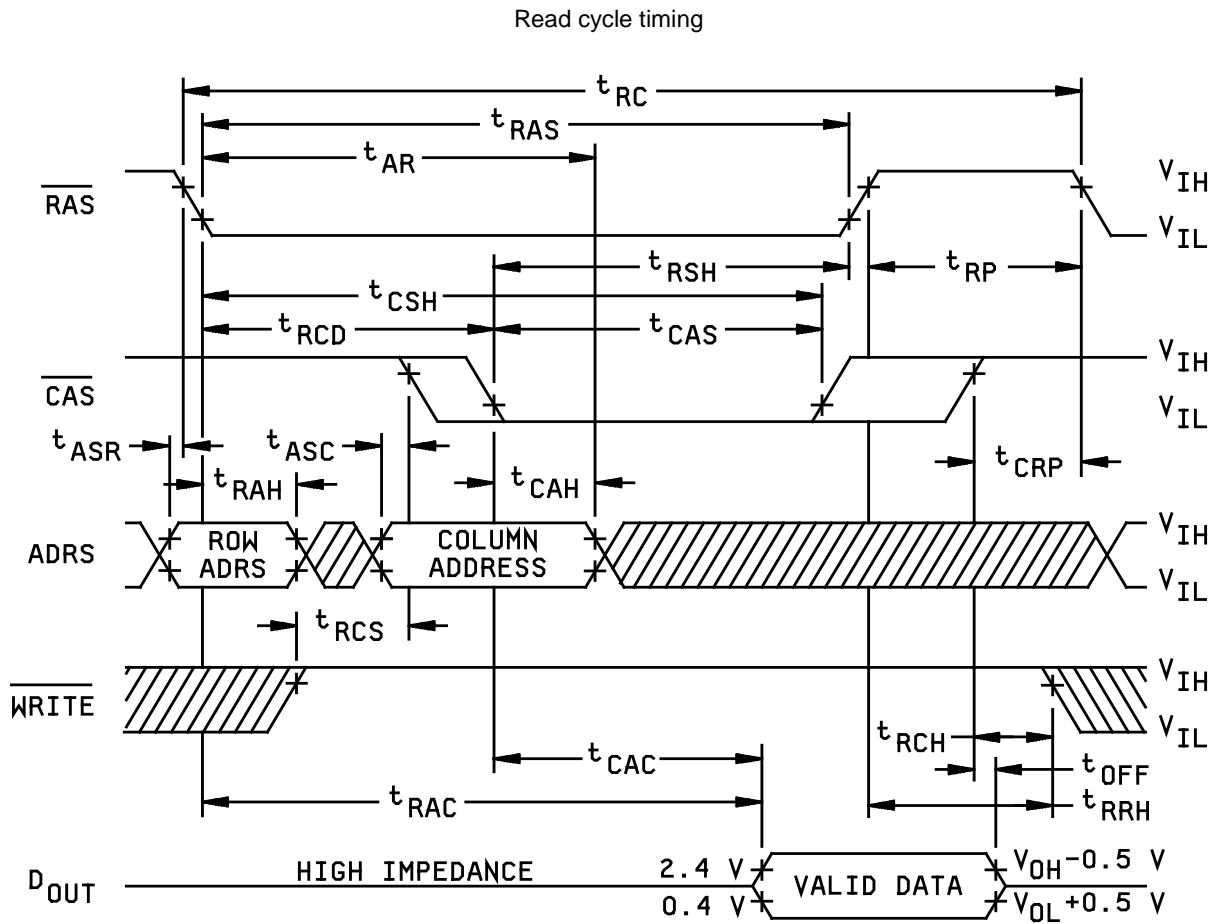 Read cycle timing
tRC
tRAS
tAR
RAS
VIH
VIL
tRSH
tRP
tCSH
tRCD
tCAS
CAS
VIH
VIL
tASR
tASC
tCRP
tRAH
tCAH
ADRS
ROW
ADRS
COLUMN
ADDRESS
VIH
VIL
tRCS
WRITE
VIH
VIL
tRCH
tCAC
tOFF
tRAC
tRRH
DOUT
HIGH IMPEDANCE
2.4 V
0.4 V
VALID DATA
VOH-0.5 V
VOL+0.5 V